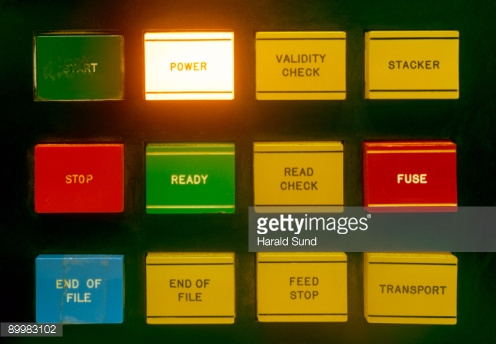 START
POWER
VALIDITY
CHECK
STACKER
STOP
READY
READ
CHECK
FUSE
gettyimages®
Harald Sund
END OF
FILE
END OF
FILE
FEED
STOP
TRANSPORT
89983102